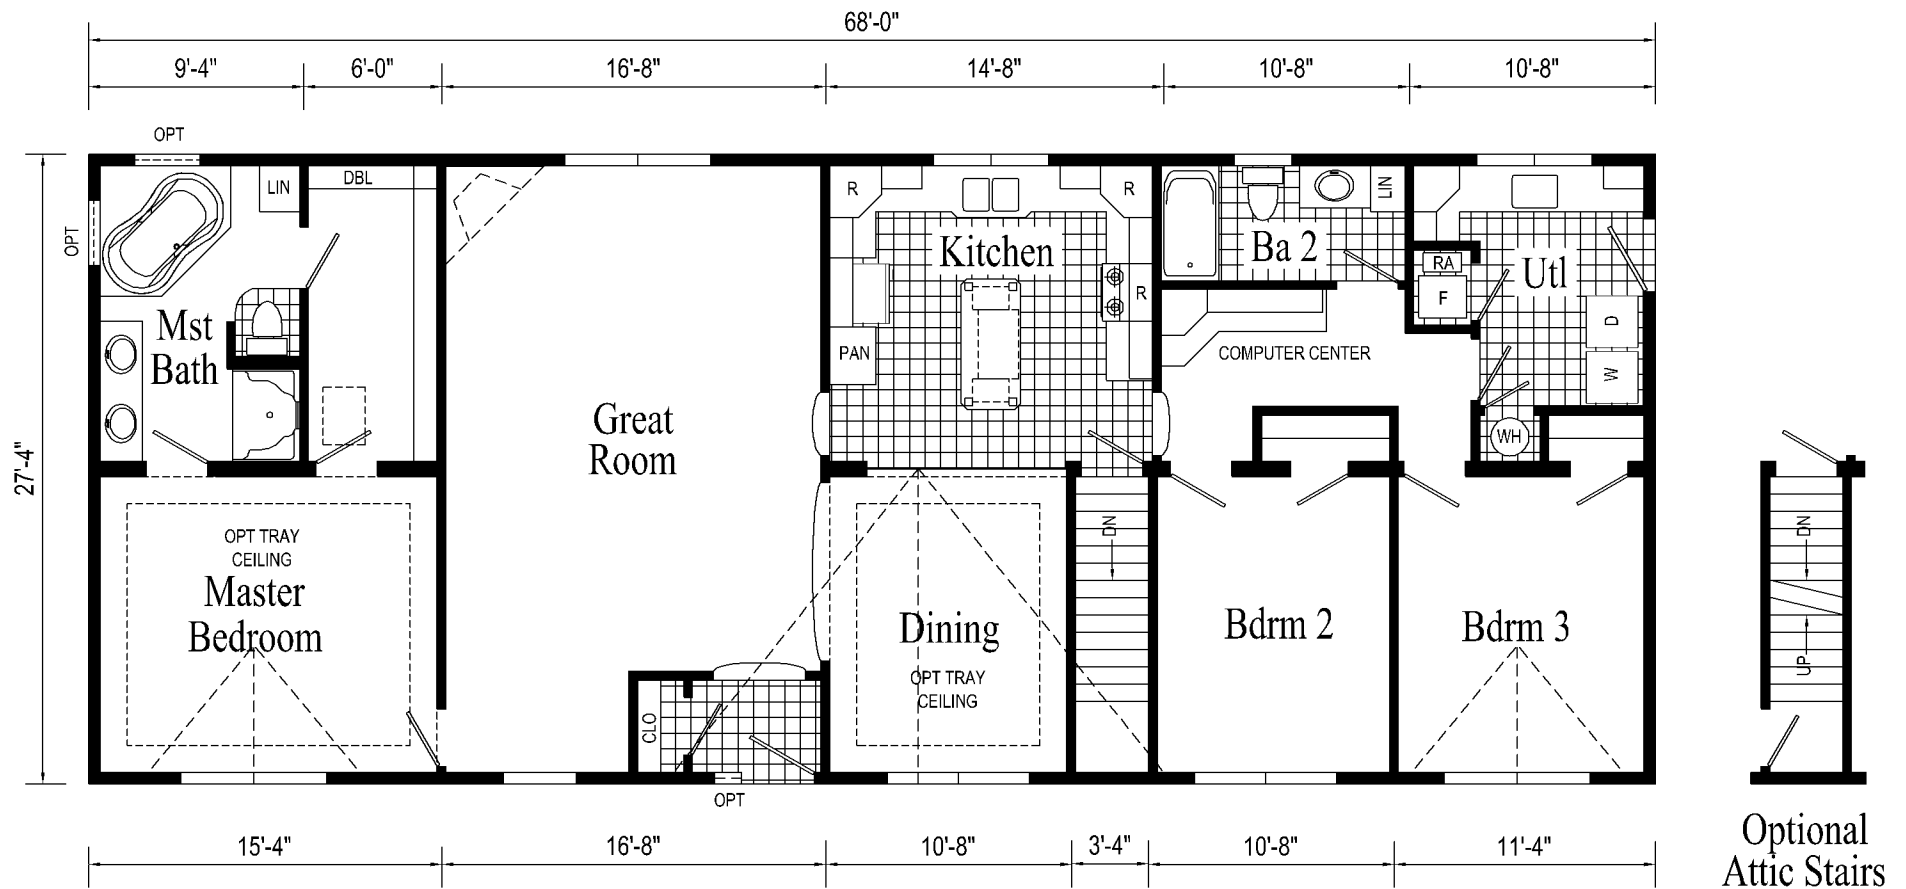 68'-0"
9'-4" 6'-0" 16'-8" 14'-8" 10'-8" 10'-8"
OPT
OPT
LIN
DBL
R
R
LIN
Kitchen
Ba 2
Utl
RA
F
R
D
W
Mst
Bath
PAN
COMPUTER CENTER
Great
Room
WH
27'-4"
OPT TRAY
CEILING
Master
Bedroom
DN
Dining
OPT TRAY
CEILING
Bdrm 2
Bdrm 3
CLO
OPT
DN
UP
15'-4" 16'-8" 10'-8" 3'-4" 10'-8" 11'-4"
Optional
Attic Stairs